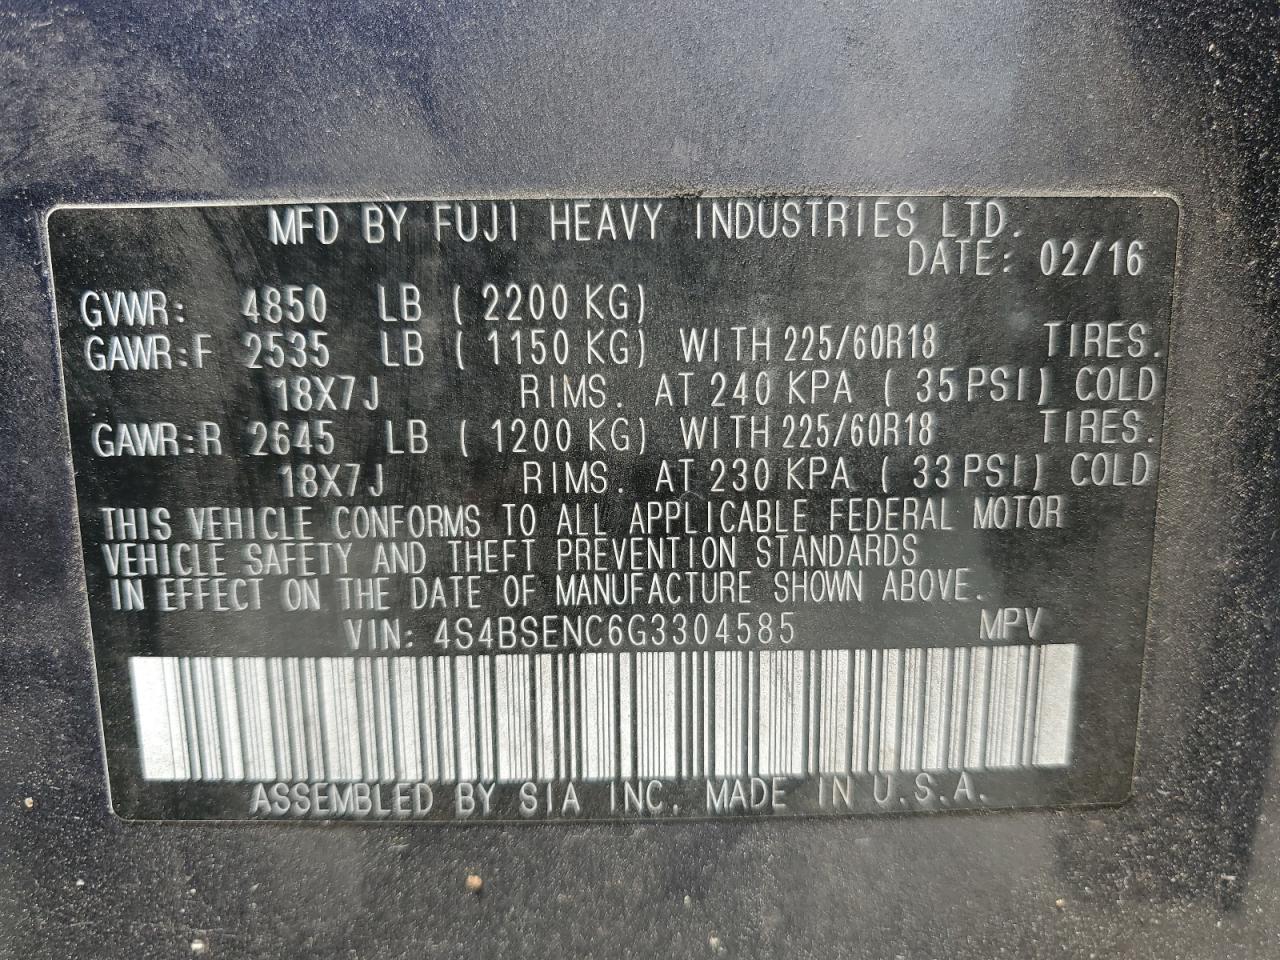 MFD BY FUJI HEAVY INDUSTRIES LTD.
DATE: 02/16
GVWR: 4850 LB ( 2200 KG)
GAWR:F 2535 LB ( 1150 KG) WITH 225/60R18 TIRES.
18X7J RIMS. AT 240 KPA ( 35 PSI) COLD
GAWR:R 2645 LB ( 1200 KG) WITH 225/60R18 TIRES.
18X7J RIMS. AT 230 KPA ( 33 PSI) COLD
THIS VEHICLE CONFORMS TO ALL APPLICABLE FEDERAL MOTOR
VEHICLE SAFETY AND THEFT PREVENTION STANDARDS
IN EFFECT ON THE DATE OF MANUFACTURE SHOWN ABOVE.
VIN: 4S4BSENC6G3304585 MPV
ASSEMBLED BY SIA INC. MADE IN U.S.A.